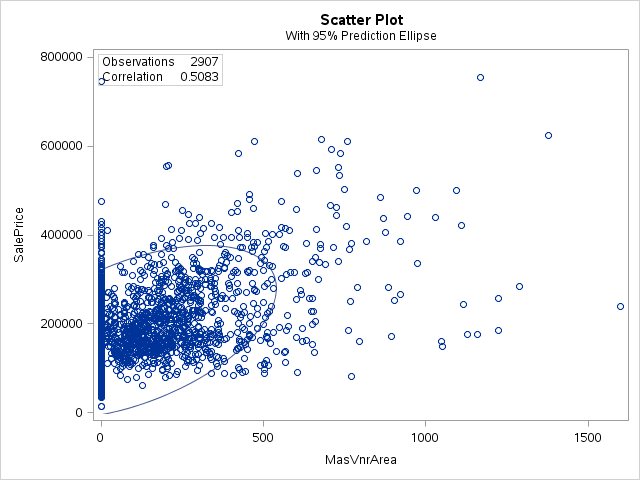 Scatter Plot
With 95% Prediction Ellipse
Observations 2907
Correlation 0.5083
800000
600000
400000
200000
0
SalePrice
0 500 1000 1500
MasVnrArea